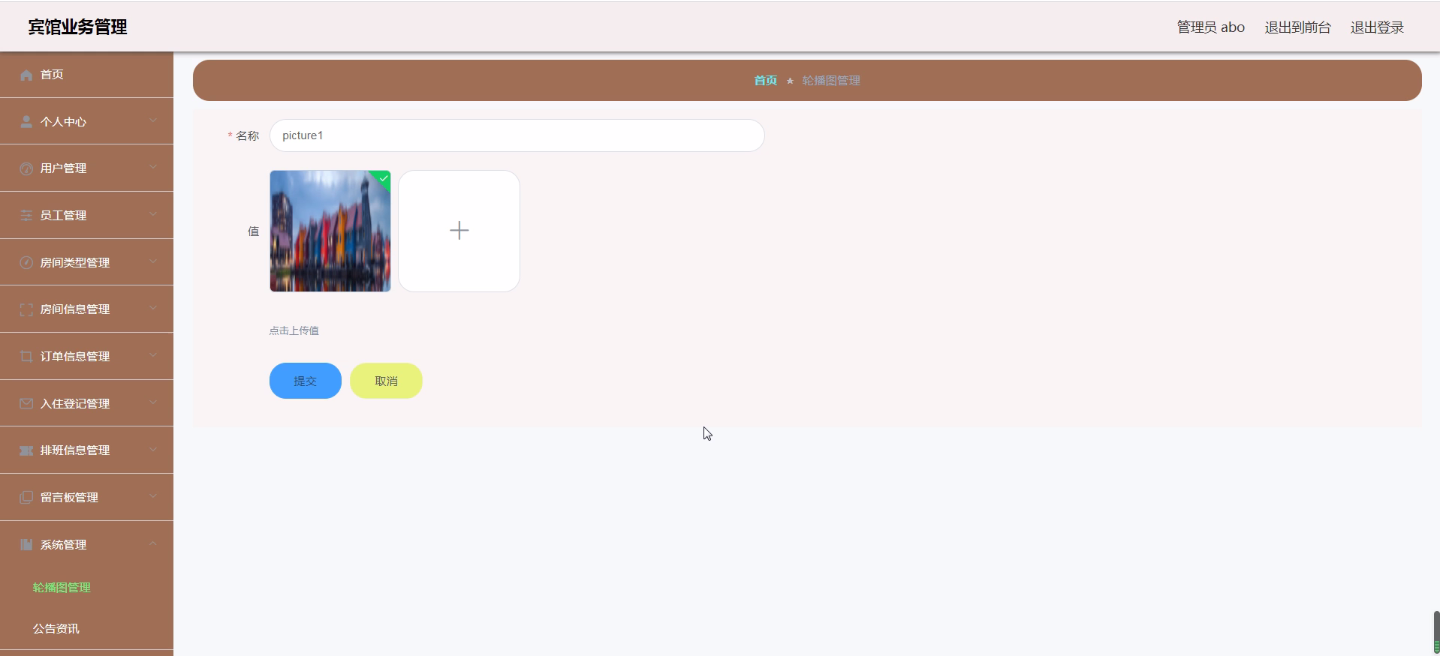 宾馆业务管理
管理员 abo 退出到前台 退出登录
首页
个人中心
用户管理
员工管理
房间类型管理
房间信息管理
订单信息管理
入住登记管理
排班信息管理
留言板管理
系统管理
轮播图管理
公告资讯
首页 ★ 轮播图管理
* 名称 picture1
值
点击上传值
提交 取消